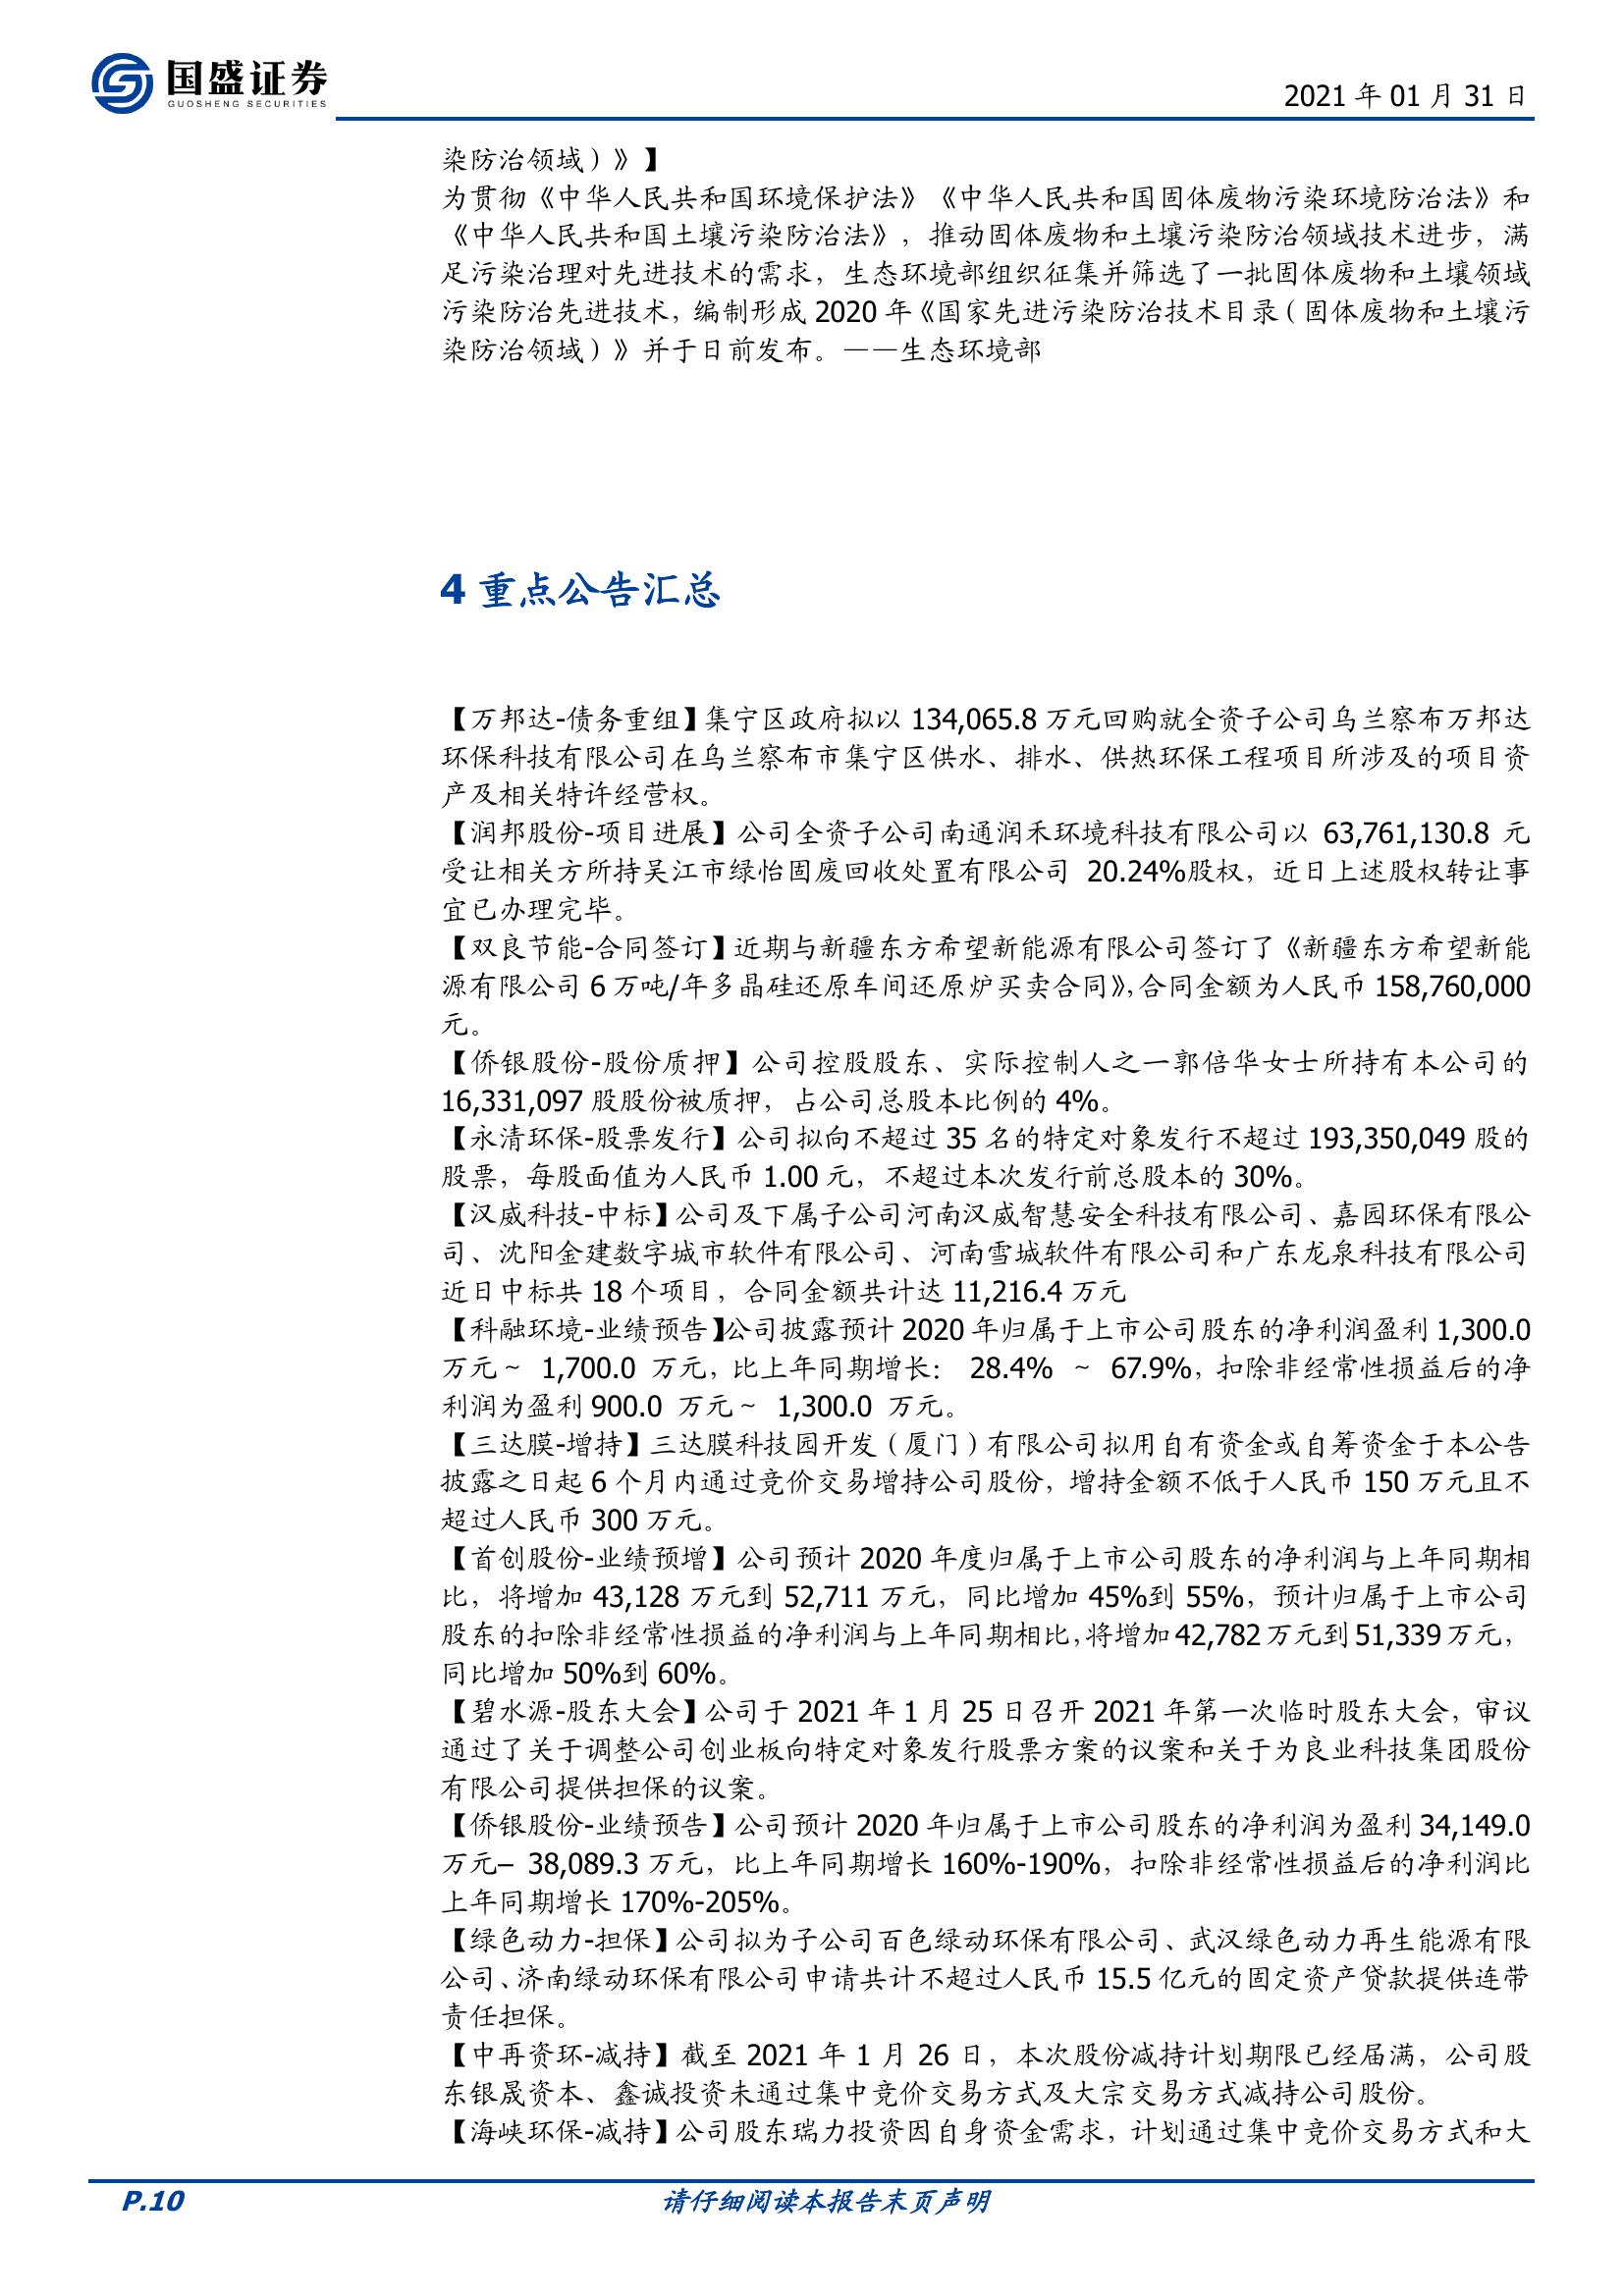 国盛证券
GUOSHENG SECURITIES
2021 年 01 月 31 日
染防治领域）》】
为贯彻《中华人民共和国环境保护法》《中华人民共和国固体废物污染环境防治法》和
《中华人民共和国土壤污染防治法》，推动固体废物和土壤污染防治领域技术进步，满
足污染治理对先进技术的需求，生态环境部组织征集并筛选了一批固体废物和土壤领域
污染防治先进技术，编制形成 2020 年《国家先进污染防治技术目录（固体废物和土壤污
染防治领域）》并于日前发布。——生态环境部
4 重点公告汇总
【万邦达-债务重组】集宁区政府拟以 134,065.8 万元回购就全资子公司乌兰察布万邦达
环保科技有限公司在乌兰察布市集宁区供水、排水、供热环保工程项目所涉及的项目资
产及相关特许经营权。
【润邦股份-项目进展】公司全资子公司南通润禾环境科技有限公司以 63,761,130.8 元
受让相关方所持吴江市绿怡固废回收处置有限公司 20.24%股权，近日上述股权转让事
宜已办理完毕。
【双良节能-合同签订】近期与新疆东方希望新能源有限公司签订了《新疆东方希望新能
源有限公司 6 万吨/年多晶硅还原车间还原炉买卖合同》，合同金额为人民币 158,760,000
元。
【侨银股份-股份质押】公司控股股东、实际控制人之一郭倍华女士所持有本公司的
16,331,097 股股份被质押，占公司总股本比例的 4%。
【永清环保-股票发行】公司拟向不超过 35 名的特定对象发行不超过 193,350,049 股的
股票，每股面值为人民币 1.00 元，不超过本次发行前总股本的 30%。
【汉威科技-中标】公司及下属子公司河南汉威智慧安全科技有限公司、嘉园环保有限公
司、沈阳金建数字城市软件有限公司、河南雪城软件有限公司和广东龙泉科技有限公司
近日中标共 18 个项目，合同金额共计达 11,216.4 万元
【科融环境-业绩预告】公司披露预计 2020 年归属于上市公司股东的净利润盈利 1,300.0
万元～ 1,700.0 万元，比上年同期增长： 28.4% ～ 67.9%，扣除非经常性损益后的净
利润为盈利 900.0 万元～ 1,300.0 万元。
【三达膜-增持】三达膜科技园开发（厦门）有限公司拟用自有资金或自筹资金于本公告
披露之日起 6 个月内通过竞价交易增持公司股份，增持金额不低于人民币 150 万元且不
超过人民币 300 万元。
【首创股份-业绩预增】公司预计 2020 年度归属于上市公司股东的净利润与上年同期相
比，将增加 43,128 万元到 52,711 万元，同比增加 45%到 55%，预计归属于上市公司
股东的扣除非经常性损益的净利润与上年同期相比，将增加 42,782 万元到 51,339 万元，
同比增加 50%到 60%。
【碧水源-股东大会】公司于 2021 年 1 月 25 日召开 2021 年第一次临时股东大会，审议
通过了关于调整公司创业板向特定对象发行股票方案的议案和关于为良业科技集团股份
有限公司提供担保的议案。
【侨银股份-业绩预告】公司预计 2020 年归属于上市公司股东的净利润为盈利 34,149.0
万元– 38,089.3 万元，比上年同期增长 160%-190%，扣除非经常性损益后的净利润比
上年同期增长 170%-205%。
【绿色动力-担保】公司拟为子公司百色绿动环保有限公司、武汉绿色动力再生能源有限
公司、济南绿动环保有限公司申请共计不超过人民币 15.5 亿元的固定资产贷款提供连带
责任担保。
【中再资环-减持】截至 2021 年 1 月 26 日，本次股份减持计划期限已经届满，公司股
东银晟资本、鑫诚投资未通过集中竞价交易方式及大宗交易方式减持公司股份。
【海峡环保-减持】公司股东瑞力投资因自身资金需求，计划通过集中竞价交易方式和大
P.10
请仔细阅读本报告末页声明